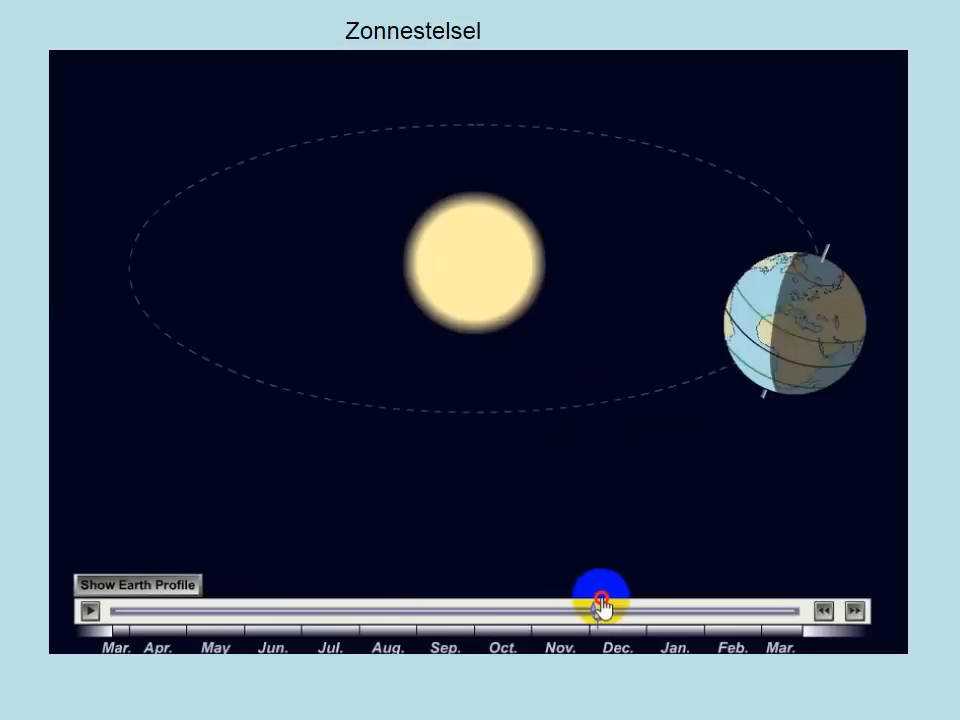 Zonnestelsel
Show Earth Profile
Mar. Apr. May Jun. Jul. Aug. Sep. Oct. Nov. Dec. Jan. Feb. Mar.